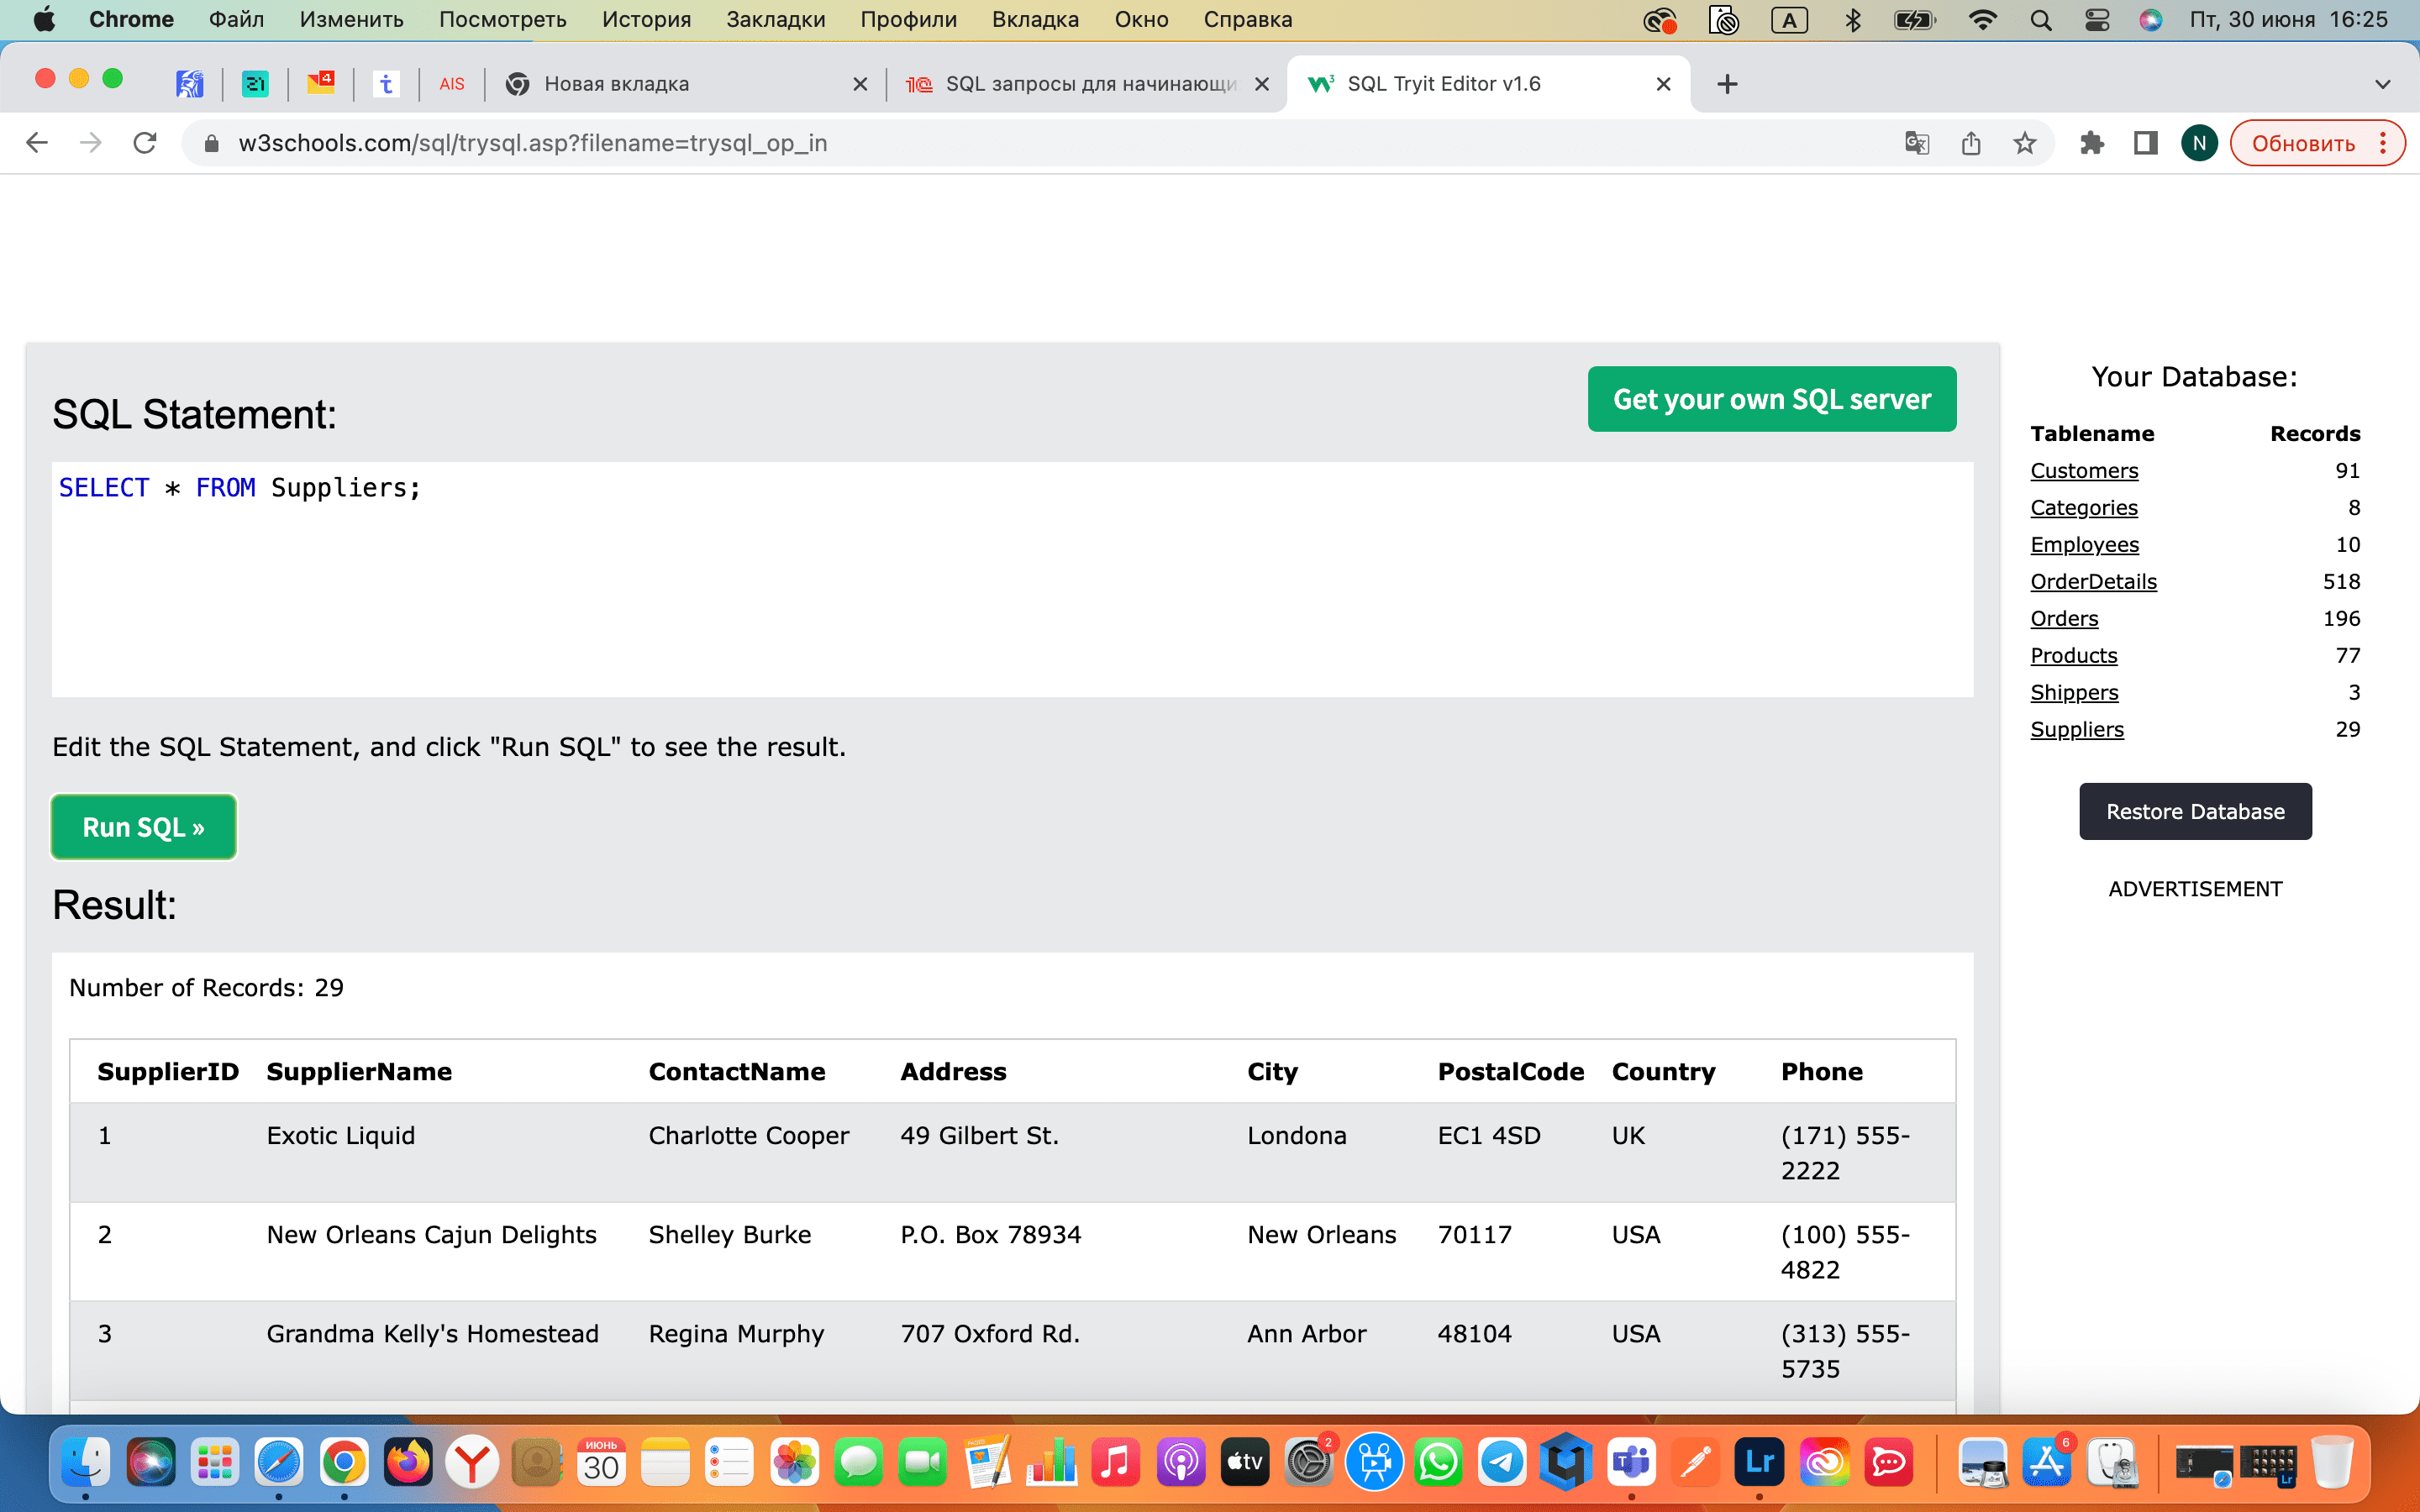 Chrome Файл Изменить Посмотреть История Закладки Профили Вкладка Окно Справка A Пт, 30 июня 16:25
21 4 t AIS Новая вкладка SQL запросы для начинающи SQL Tryit Editor v1.6
w3schools.com/sql/trysql.asp?filename=trysql_op_in N Обновить
SQL Statement:
Get your own SQL server
SELECT * FROM Suppliers;
Edit the SQL Statement, and click "Run SQL" to see the result.
Run SQL »
Result:
Number of Records: 29
SupplierID SupplierName ContactName Address City PostalCode Country Phone
1 Exotic Liquid Charlotte Cooper 49 Gilbert St. Londona EC1 4SD UK (171) 555-
2222
2 New Orleans Cajun Delights Shelley Burke P.O. Box 78934 New Orleans 70117 USA (100) 555-
4822
3 Grandma Kelly's Homestead Regina Murphy 707 Oxford Rd. Ann Arbor 48104 USA (313) 555-
5735
Your Database:
Tablename Records
Customers 91
Categories 8
Employees 10
OrderDetails 518
Orders 196
Products 77
Shippers 3
Suppliers 29
Restore Database
ADVERTISEMENT
ИЮНЬ
30
tv
2
Lr
6
Lr